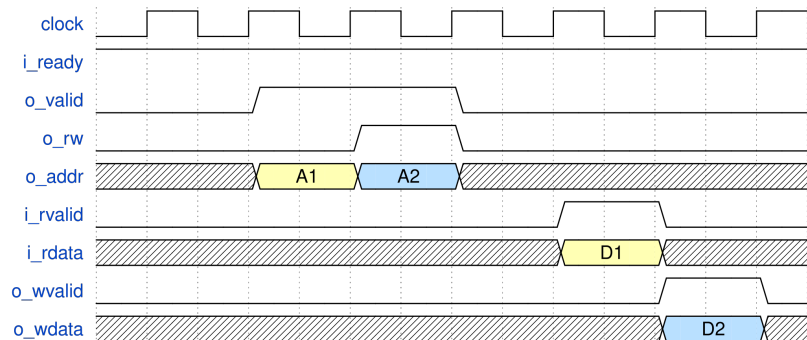 clock
i_ready
o_valid
o_rw
o_addr A1 A2
i_rvalid
i_rdata D1
o_wvalid
o_wdata D2